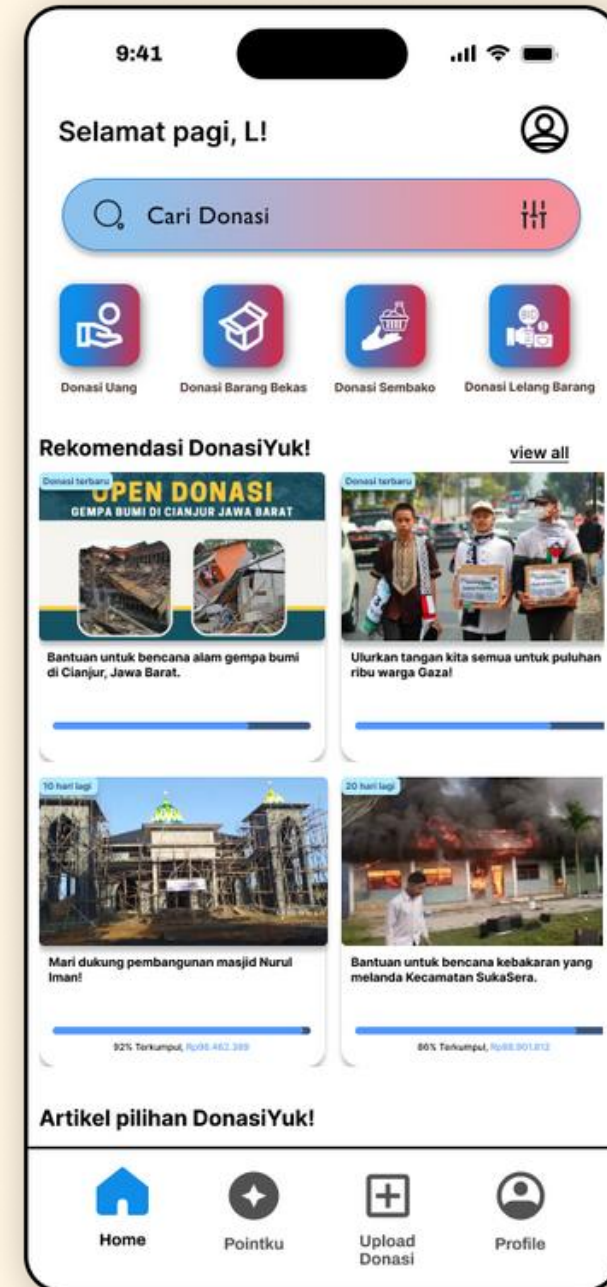 9:41
Selamat pagi, L!
Cari Donasi
Donasi Uang
Donasi Barang Bekas
Donasi Sembako
BID
Donasi Lelang Barang
Rekomendasi DonasiYuk!
view all
Donasi terbaru
OPEN DONASI
GEMPA BUMI DI CIANJUR JAWA BARAT
Bantuan untuk bencana alam gempa bumi
di Cianjur, Jawa Barat.
Donasi terbaru
Ulurkan tangan kita semua untuk puluhan
ribu warga Gaza!
10 hari lagi
Mari dukung pembangunan masjid Nurul
Iman!
92% Terkumpul,
20 hari lagi
Bantuan untuk bencana kebakaran yang
melanda Kecamatan SukaSera.
86% Terkumpul, Rp88.901.812
Artikel pilihan DonasiYuk!
Home
Pointku
Upload
Donasi
Profile